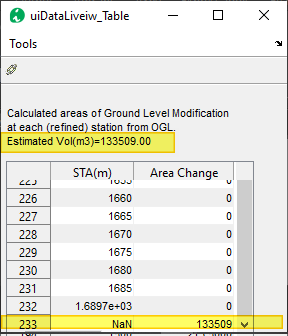 uiDataLiveiw_Table
Tools
Calculated areas of Ground Level Modification
at each (refined) station from OGL.
Estimated Vol(m3)=133509.00
STA(m) Area Change
225 1655 0
226 1660 0
227 1665 0
228 1670 0
229 1675 0
230 1680 0
231 1685 0
232 1.6897e+03 0
233 NaN 133509